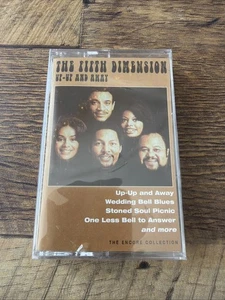 THE FIFTH DIMENSION
UP-UP AND AWAY
Up-Up and Away
Wedding Bell Blues
Stoned Soul Picnic
One Less Bell to Answer
and more
THE ENCORE COLLECTION